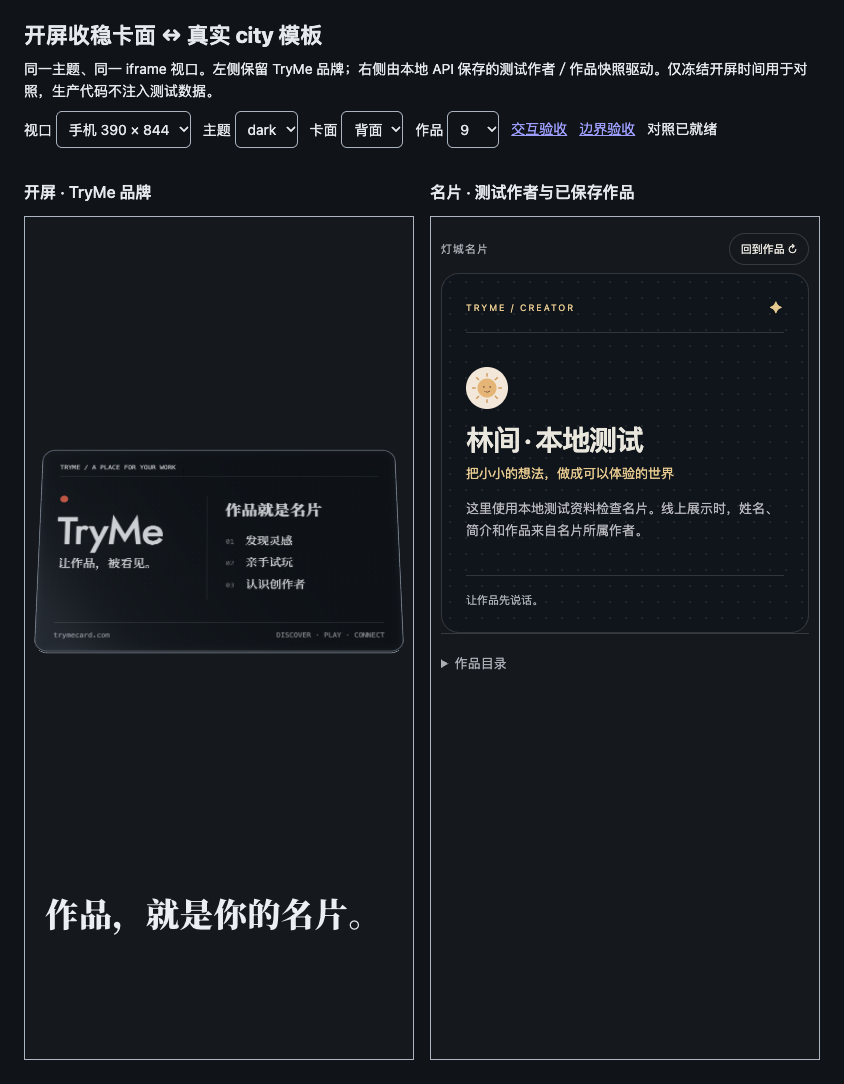 开屏收稳卡面 ↔ 真实 city 模板
同一主题、同一 iframe 视口。左侧保留 TryMe 品牌；右侧由本地 API 保存的测试作者 / 作品快照驱动。仅冻结开屏时间用于对
照，生产代码不注入测试数据。
视口 手机 390 × 844 主题 dark 卡面 背面 作品 9 交互验收 边界验收 对照已就绪
开屏 · TryMe 品牌
TRYME / A PLACE FOR YOUR WORK
TryMe
让作品，被看见。
作品就是名片
01 发现灵感
02 亲手试玩
03 认识创作者
trymecard.com
DISCOVER · PLAY · CONNECT
作品，就是你的名片。
名片 · 测试作者与已保存作品
灯城名片
回到作品 ↻
TRYME / CREATOR
林间 · 本地测试
把小小的想法，做成可以体验的世界
这里使用本地测试资料检查名片。线上展示时，姓名、
简介和作品来自名片所属作者。
让作品先说话。
▶ 作品目录